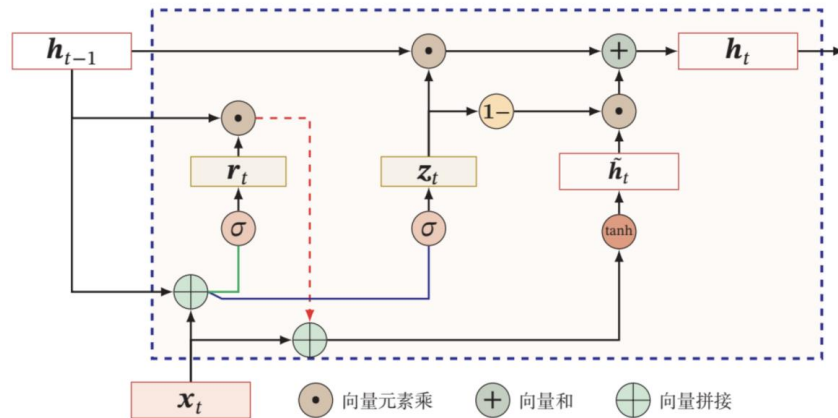 h_{t−1}
h_t
1−
r_t
z_t
h̃_t
σ
σ
tanh
x_t
向量元素乘
向量和
向量拼接